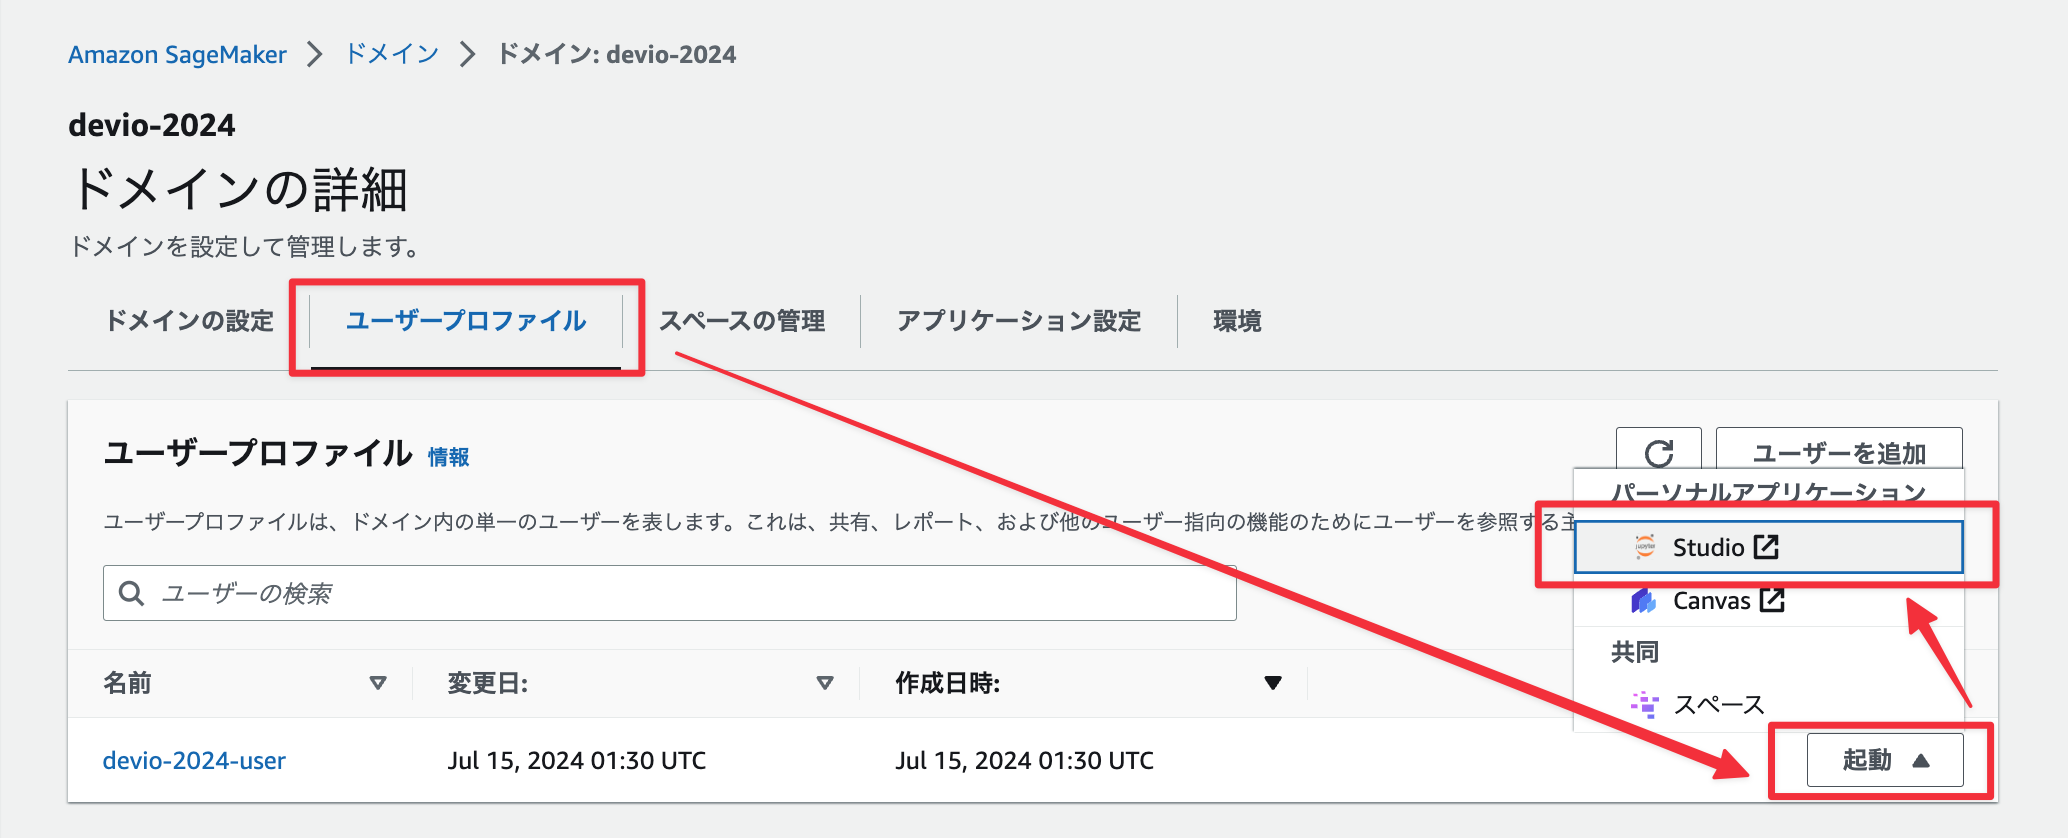 Amazon SageMaker > ドメイン > ドメイン: devio-2024
devio-2024
ドメインの詳細
ドメインを設定して管理します。
ドメインの設定 ユーザープロファイル スペースの管理 アプリケーション設定 環境
ユーザープロファイル 情報
ユーザーを追加
パーソナルアプリケーション
ユーザープロファイルは、ドメイン内の単一のユーザーを表します。これは、共有、レポート、および他のユーザー指向の機能のためにユーザーを参照する主
jupyter Studio
ユーザーの検索
Canvas
共同
名前 変更日: 作成日時:
スペース
devio-2024-user Jul 15, 2024 01:30 UTC Jul 15, 2024 01:30 UTC 起動